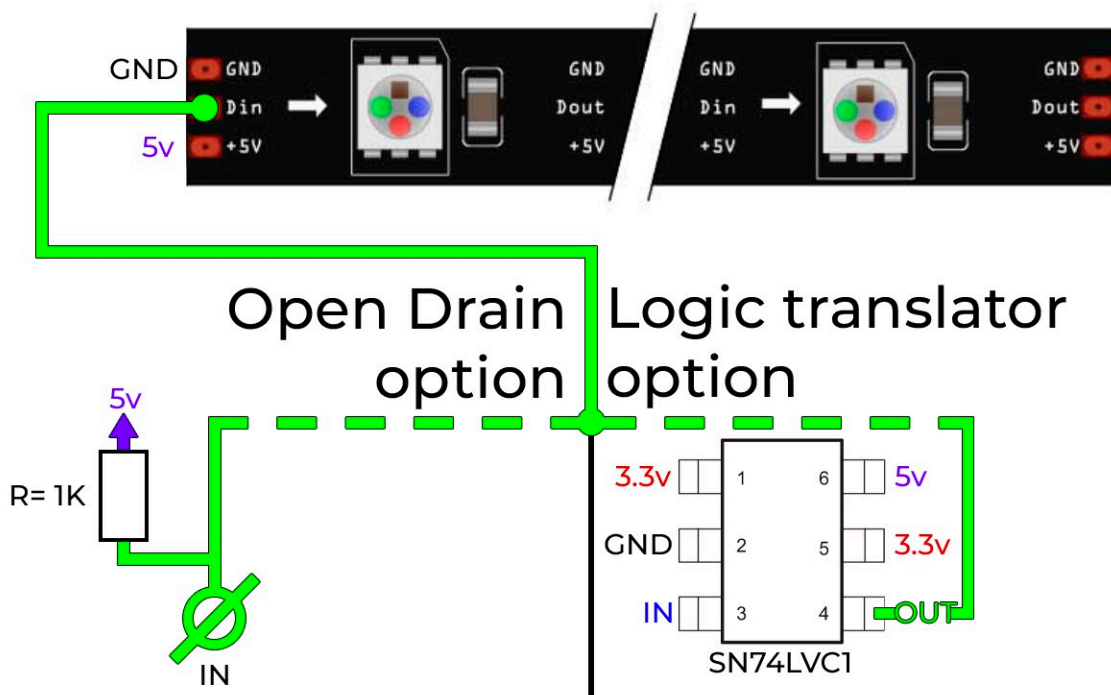 GND
GND
GND
GND
GND
Din
Dout
Din
Dout
5v
+5V
+5V
+5V
+5V
Open Drain
option
Logic translator
option
5v
R= 1K
IN
3.3v
1
6
5v
GND
2
5
3.3v
IN
3
4
OUT
SN74LVC1